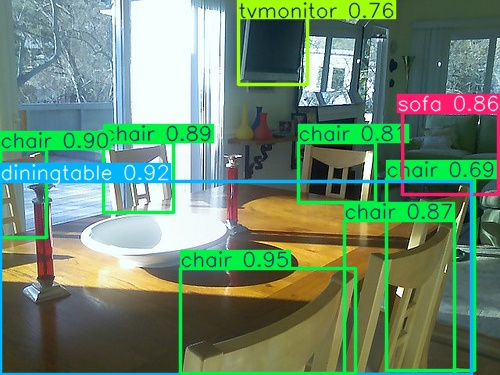 tvmonitor 0.76
sofa 0.86
chair 0.90
chair 0.89
chair 0.81
diningtable 0.92
chair 0.69
chair 0.87
chair 0.95